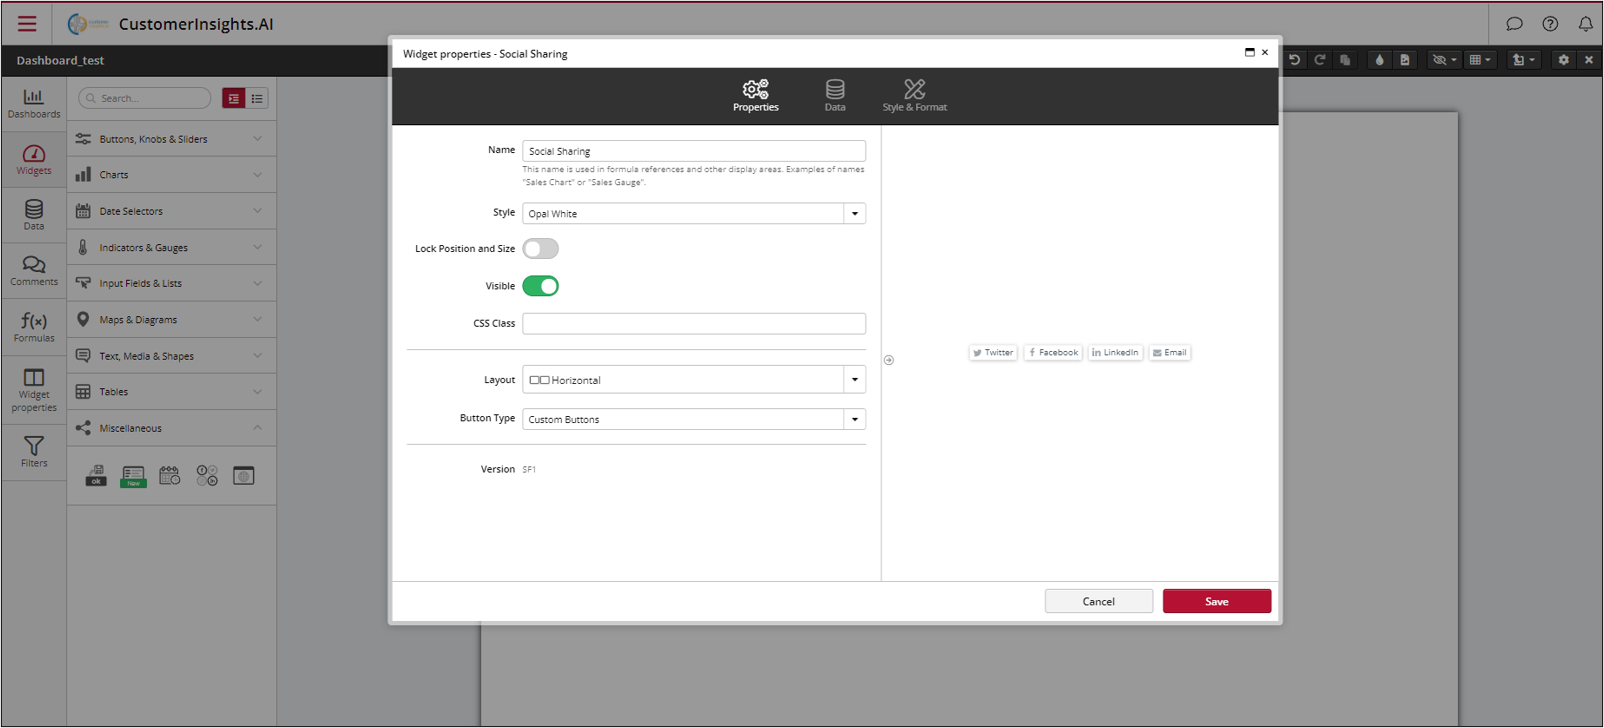 CustomerInsights.AI
Dashboard_test
Dashboards
Widgets
Data
Comments
Formulas
f(x)
Widget
properties
Filters
Search...
Buttons, Knobs & Sliders
Charts
Date Selectors
Indicators & Gauges
Input Fields & Lists
Maps & Diagrams
Text, Media & Shapes
Tables
Miscellaneous
ok
New
Widget properties - Social Sharing
Properties
Data
Style & Format
Name
Social Sharing
This name is used in formula references and other display areas. Examples of names
"Sales Chart" or "Sales Gauge".
Style
Opal White
Lock Position and Size
Visible
CSS Class
Layout
Horizontal
Button Type
Custom Buttons
Version
SF1
Twitter
Facebook
LinkedIn
Email
Cancel
Save